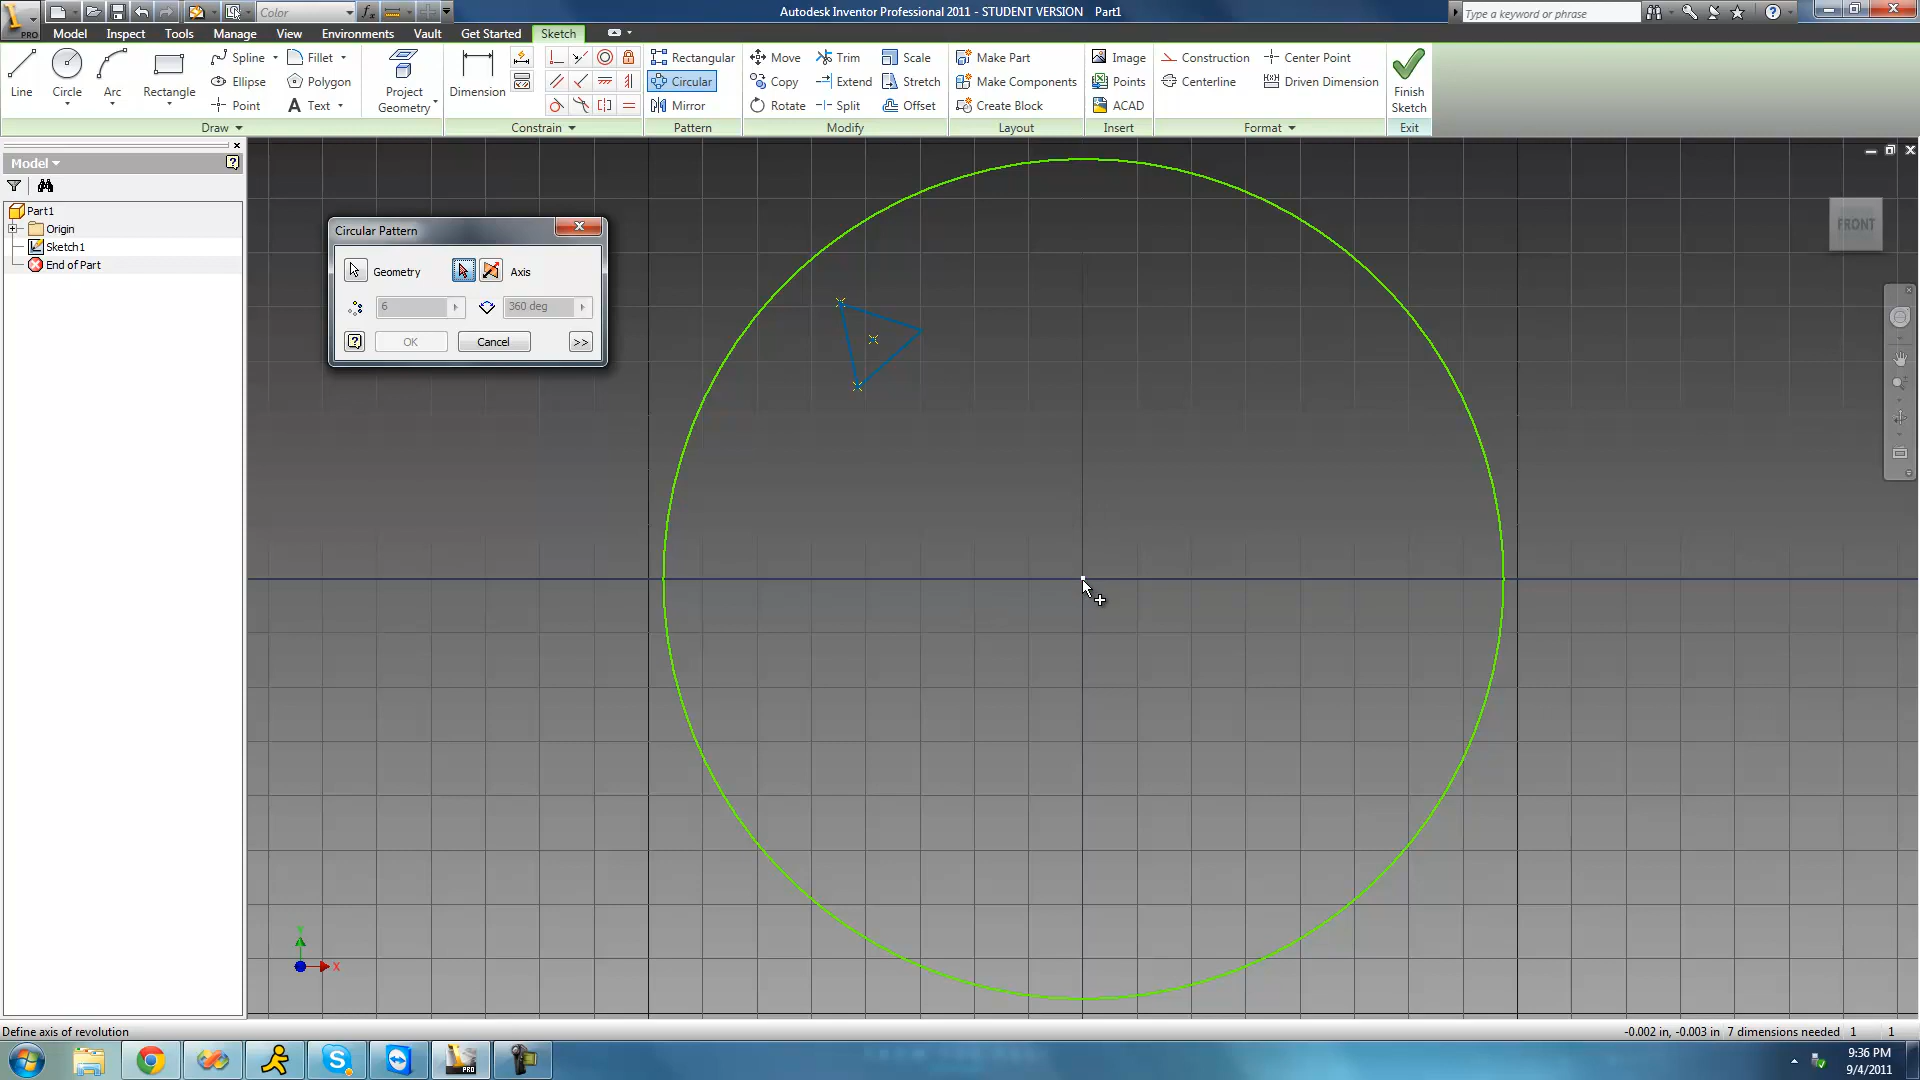 Color
Autodesk Inventor Professional 2011 - STUDENT VERSION Part1
Type a keyword or phrase
PRO
Model Inspect Tools Manage View Environments Vault Get Started Sketch
Spline Fillet Rectangular Move Trim Scale Make Part Image Construction Center Point
Line Circle Arc Rectangle Ellipse Polygon Project Geometry Dimension Circular Copy Extend Stretch Make Components Points Centerline Driven Dimension Finish Sketch
Point Text Mirror Rotate Split Offset Create Block ACAD
Draw Constrain Pattern Modify Layout Insert Format Exit
Model
Part1
Origin
Sketch1
End of Part
Circular Pattern
Geometry Axis
6 360 deg
OK Cancel >>
FRONT
Y
X
Define axis of revolution
-0.002 in, -0.003 in 7 dimensions needed 1 1
PRO
9:36 PM
9/4/2011